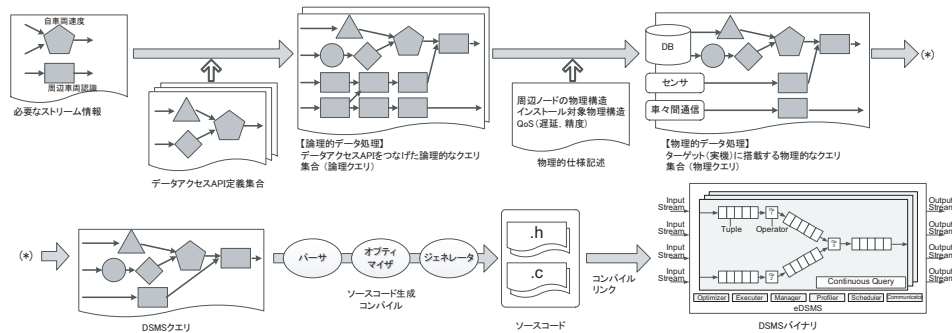 自車両速度
周辺車両認識
必要なストリーム情報
データアクセスAPI定義集合
【論理的データ処理】
データアクセスAPIをつなげた論理的なクエリ
集合（論理クエリ）
周辺ノードの物理構造
インストール対象物理構造
QoS（遅延，精度）
物理的仕様記述
DB
センサ
車々間通信
【物理的データ処理】
ターゲット（実機）に搭載する物理的なクエリ
集合（物理クエリ）
(*)
(*)
DSMSクエリ
パーサ
オプティ
マイザ
ジェネレータ
ソースコード生成
コンパイル
.h
.c
ソースコード
コンパイル
リンク
Input
Stream
Input
Stream
Input
Stream
Input
Stream
Tuple
Operator
Continuous Query
Output
Stream
Output
Stream
Output
Stream
Output
Stream
Optimizer
Executer
Manager
Profiler
Scheduler
Communicator
eDSMS
DSMSバイナリ